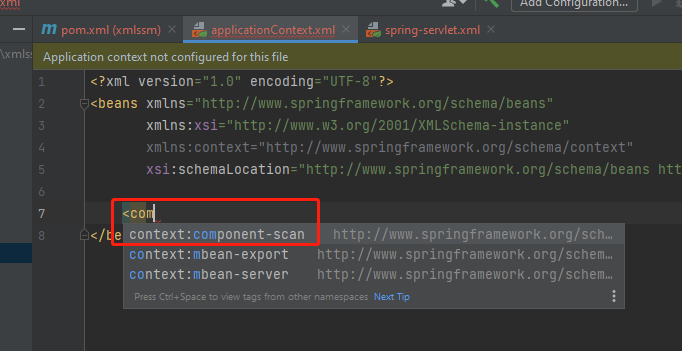 xml
Add Configuration...
pom.xml (xmlssm) applicationContext.xml spring-servlet.xml
\xmlss
Application context not configured for this file
1 <?xml version="1.0" encoding="UTF-8"?>
2 <beans xmlns="http://www.springframework.org/schema/beans"
3 xmlns:xsi="http://www.w3.org/2001/XMLSchema-instance"
4 xmlns:context="http://www.springframework.org/schema/context"
5 xsi:schemaLocation="http://www.springframework.org/schema/beans htt
6
7 <com
8 </be
context:component-scan http://www.springframework.org/sch...
context:mbean-export http://www.springframework.org/schem...
context:mbean-server http://www.springframework.org/schem...
Press Ctrl+Space to view tags from other namespaces Next Tip